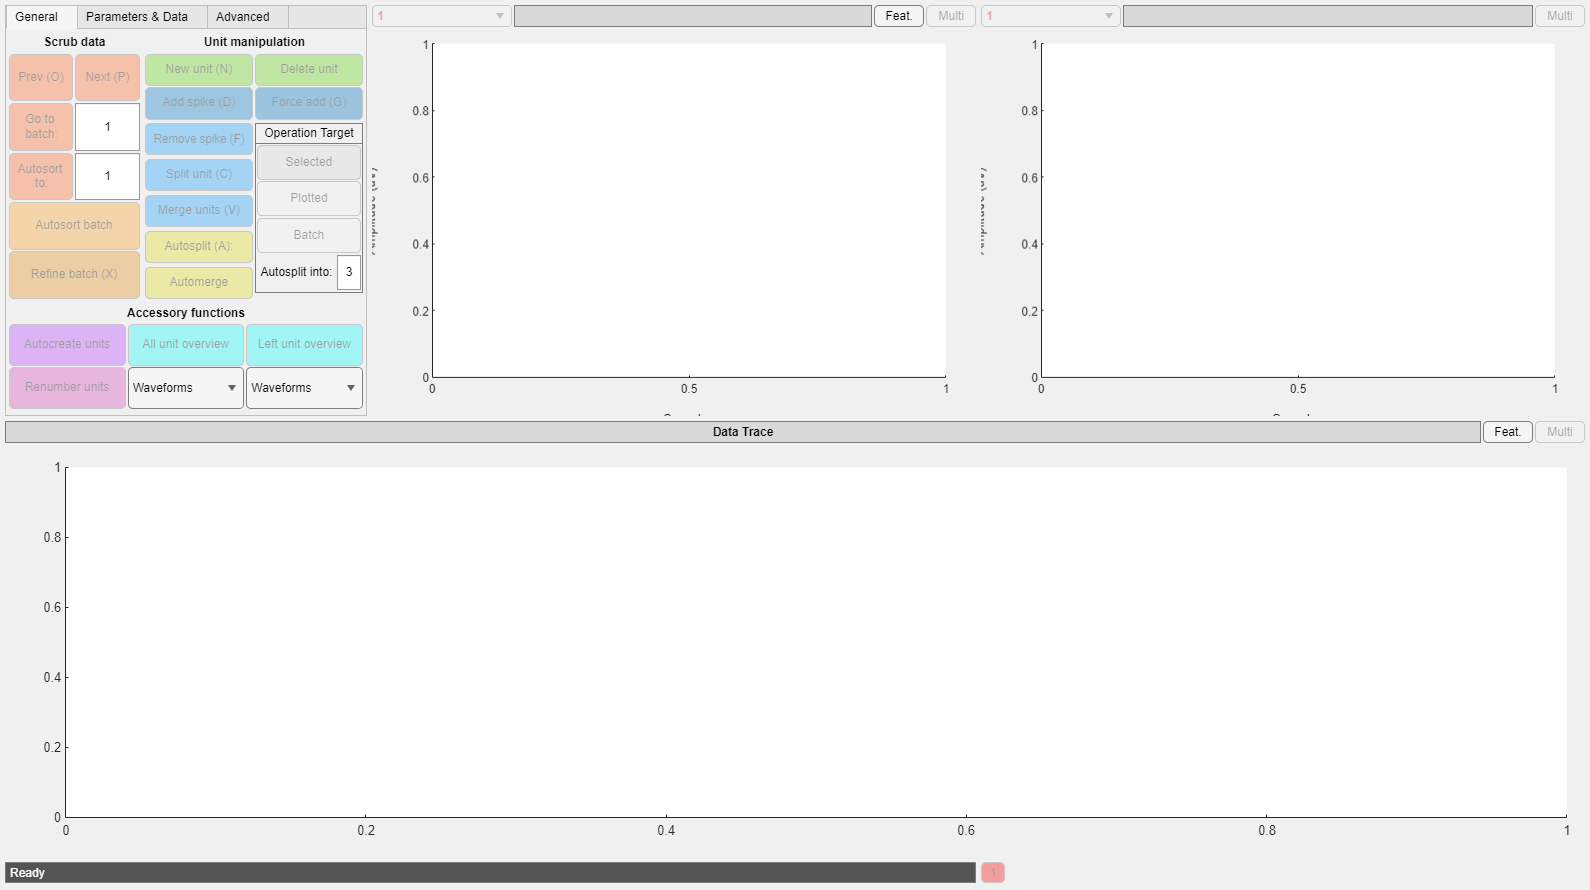 General Parameters & Data Advanced
1 Feat. Multi 1 Multi
Scrub data Unit manipulation
Prev (O) Next (P) New unit (N) Delete unit
Add spike (D) Force add (G)
Go to batch: 1 Remove spike (F) Operation Target
Selected
Autosort to: 1 Split unit (C)
Plotted
Merge units (V)
Autosort batch Batch
Autosplit (A):
Refine batch (X) Autosplit into: 3
Automerge
Accessory functions
Autocreate units All unit overview Left unit overview
Renumber units Waveforms Waveforms
1
0.8
0.6
0.4
0.2
0
0 0.5 1
1
0.8
0.6
0.4
0.2
0
0 0.5 1
Data Trace Feat. Multi
1
0.8
0.6
0.4
0.2
0
0 0.2 0.4 0.6 0.8 1
Ready 1